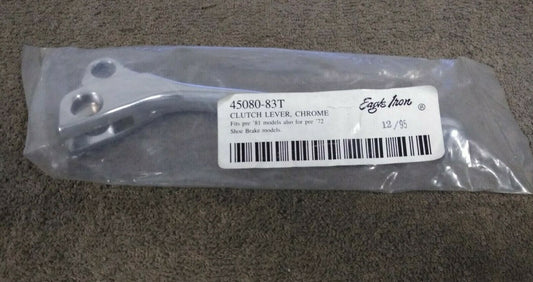 45080-83T
CLUTCH LEVER, CHROME
Fits pre '81 models also for pre '72
Shoe Brake models.
Eagle Iron ®
12/95